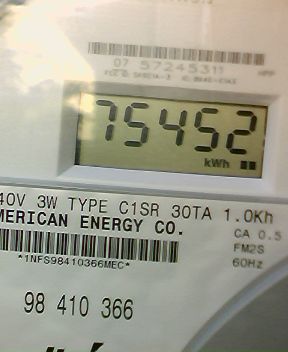 07 57245311
75452
kWh
40V 3W TYPE C1SR 30TA 1.0Kh
MERICAN ENERGY CO.
CA 0.5
FM2S
60Hz
*1NFS98410366MEC*
98 410 366